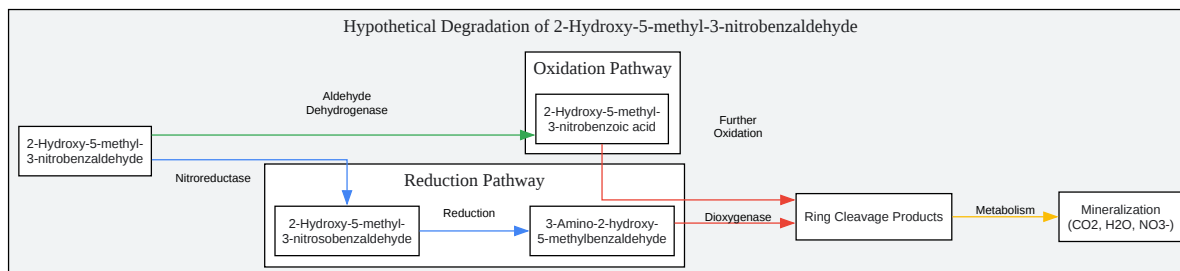 Hypothetical Degradation of 2-Hydroxy-5-methyl-3-nitrobenzaldehyde
Oxidation Pathway
Aldehyde
Dehydrogenase
2-Hydroxy-5-methyl-
3-nitrobenzoic acid
Further
Oxidation
2-Hydroxy-5-methyl-
3-nitrobenzaldehyde
Nitroreductase
Reduction Pathway
2-Hydroxy-5-methyl-
3-nitrosobenzaldehyde
Reduction
3-Amino-2-hydroxy-
5-methylbenzaldehyde
Dioxygenase
Ring Cleavage Products
Metabolism
Mineralization
(CO2, H2O, NO3-)